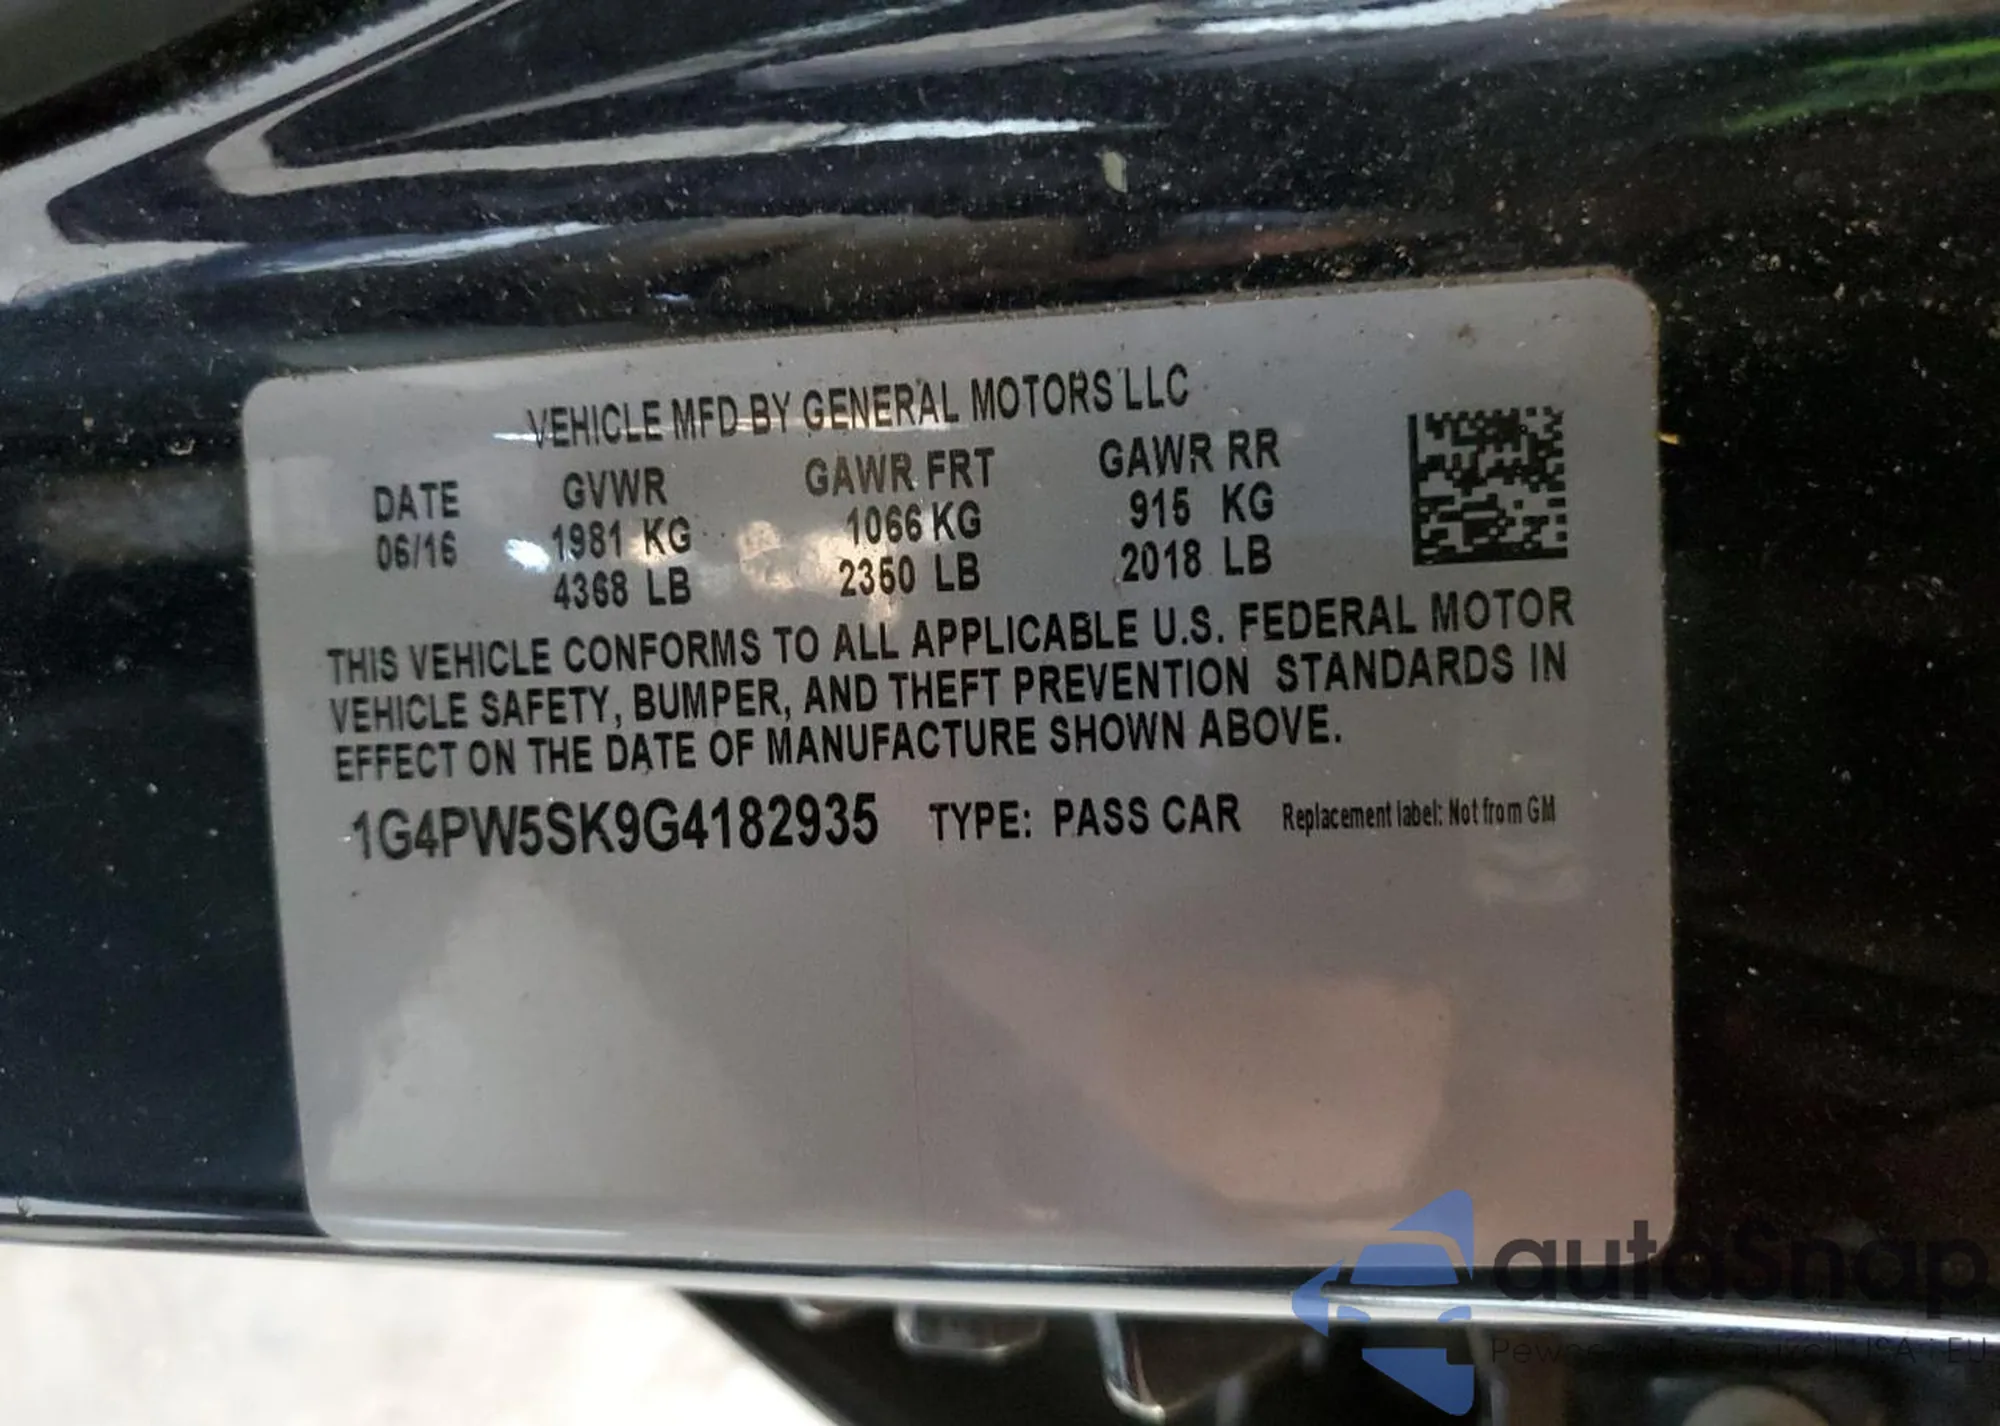 VEHICLE MFD BY GENERAL MOTORS LLC
DATE GVWR GAWR FRT GAWR RR
06/16 1981 KG 1066 KG 915 KG
4368 LB 2350 LB 2018 LB
THIS VEHICLE CONFORMS TO ALL APPLICABLE U.S. FEDERAL MOTOR
VEHICLE SAFETY, BUMPER, AND THEFT PREVENTION STANDARDS IN
EFFECT ON THE DATE OF MANUFACTURE SHOWN ABOVE.
1G4PW5SK9G4182935 TYPE: PASS CAR Replacement label: Not from GM
autoSnap